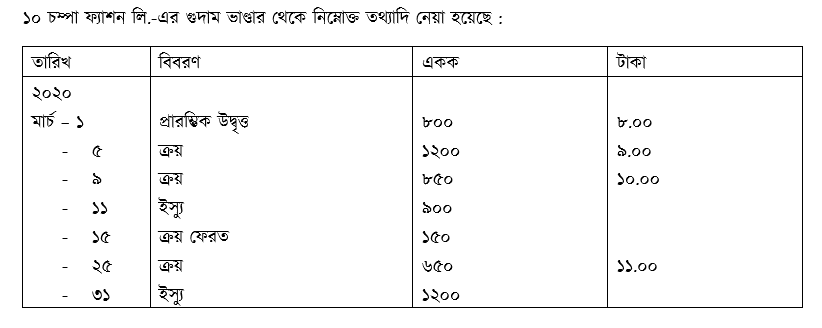 ১০ চম্পা ফ্যাশন লি.-এর গুদাম ভাণ্ডার থেকে নিম্নোক্ত তথ্যাদি নেয়া হয়েছে :
তারিখ বিবরণ একক টাকা
২০২০
মার্চ – ১ প্রারম্ভিক উদ্বৃত্ত ৮০০ ৮.০০
- ৫ ক্রয় ১২০০ ৯.০০
- ৯ ক্রয় ৮৫০ ১০.০০
- ১১ ইস্যু ৯০০
- ১৫ ক্রয় ফেরত ১৫০
- ২৫ ক্রয় ৬৫০ ১১.০০
- ৩১ ইস্যু ১২০০